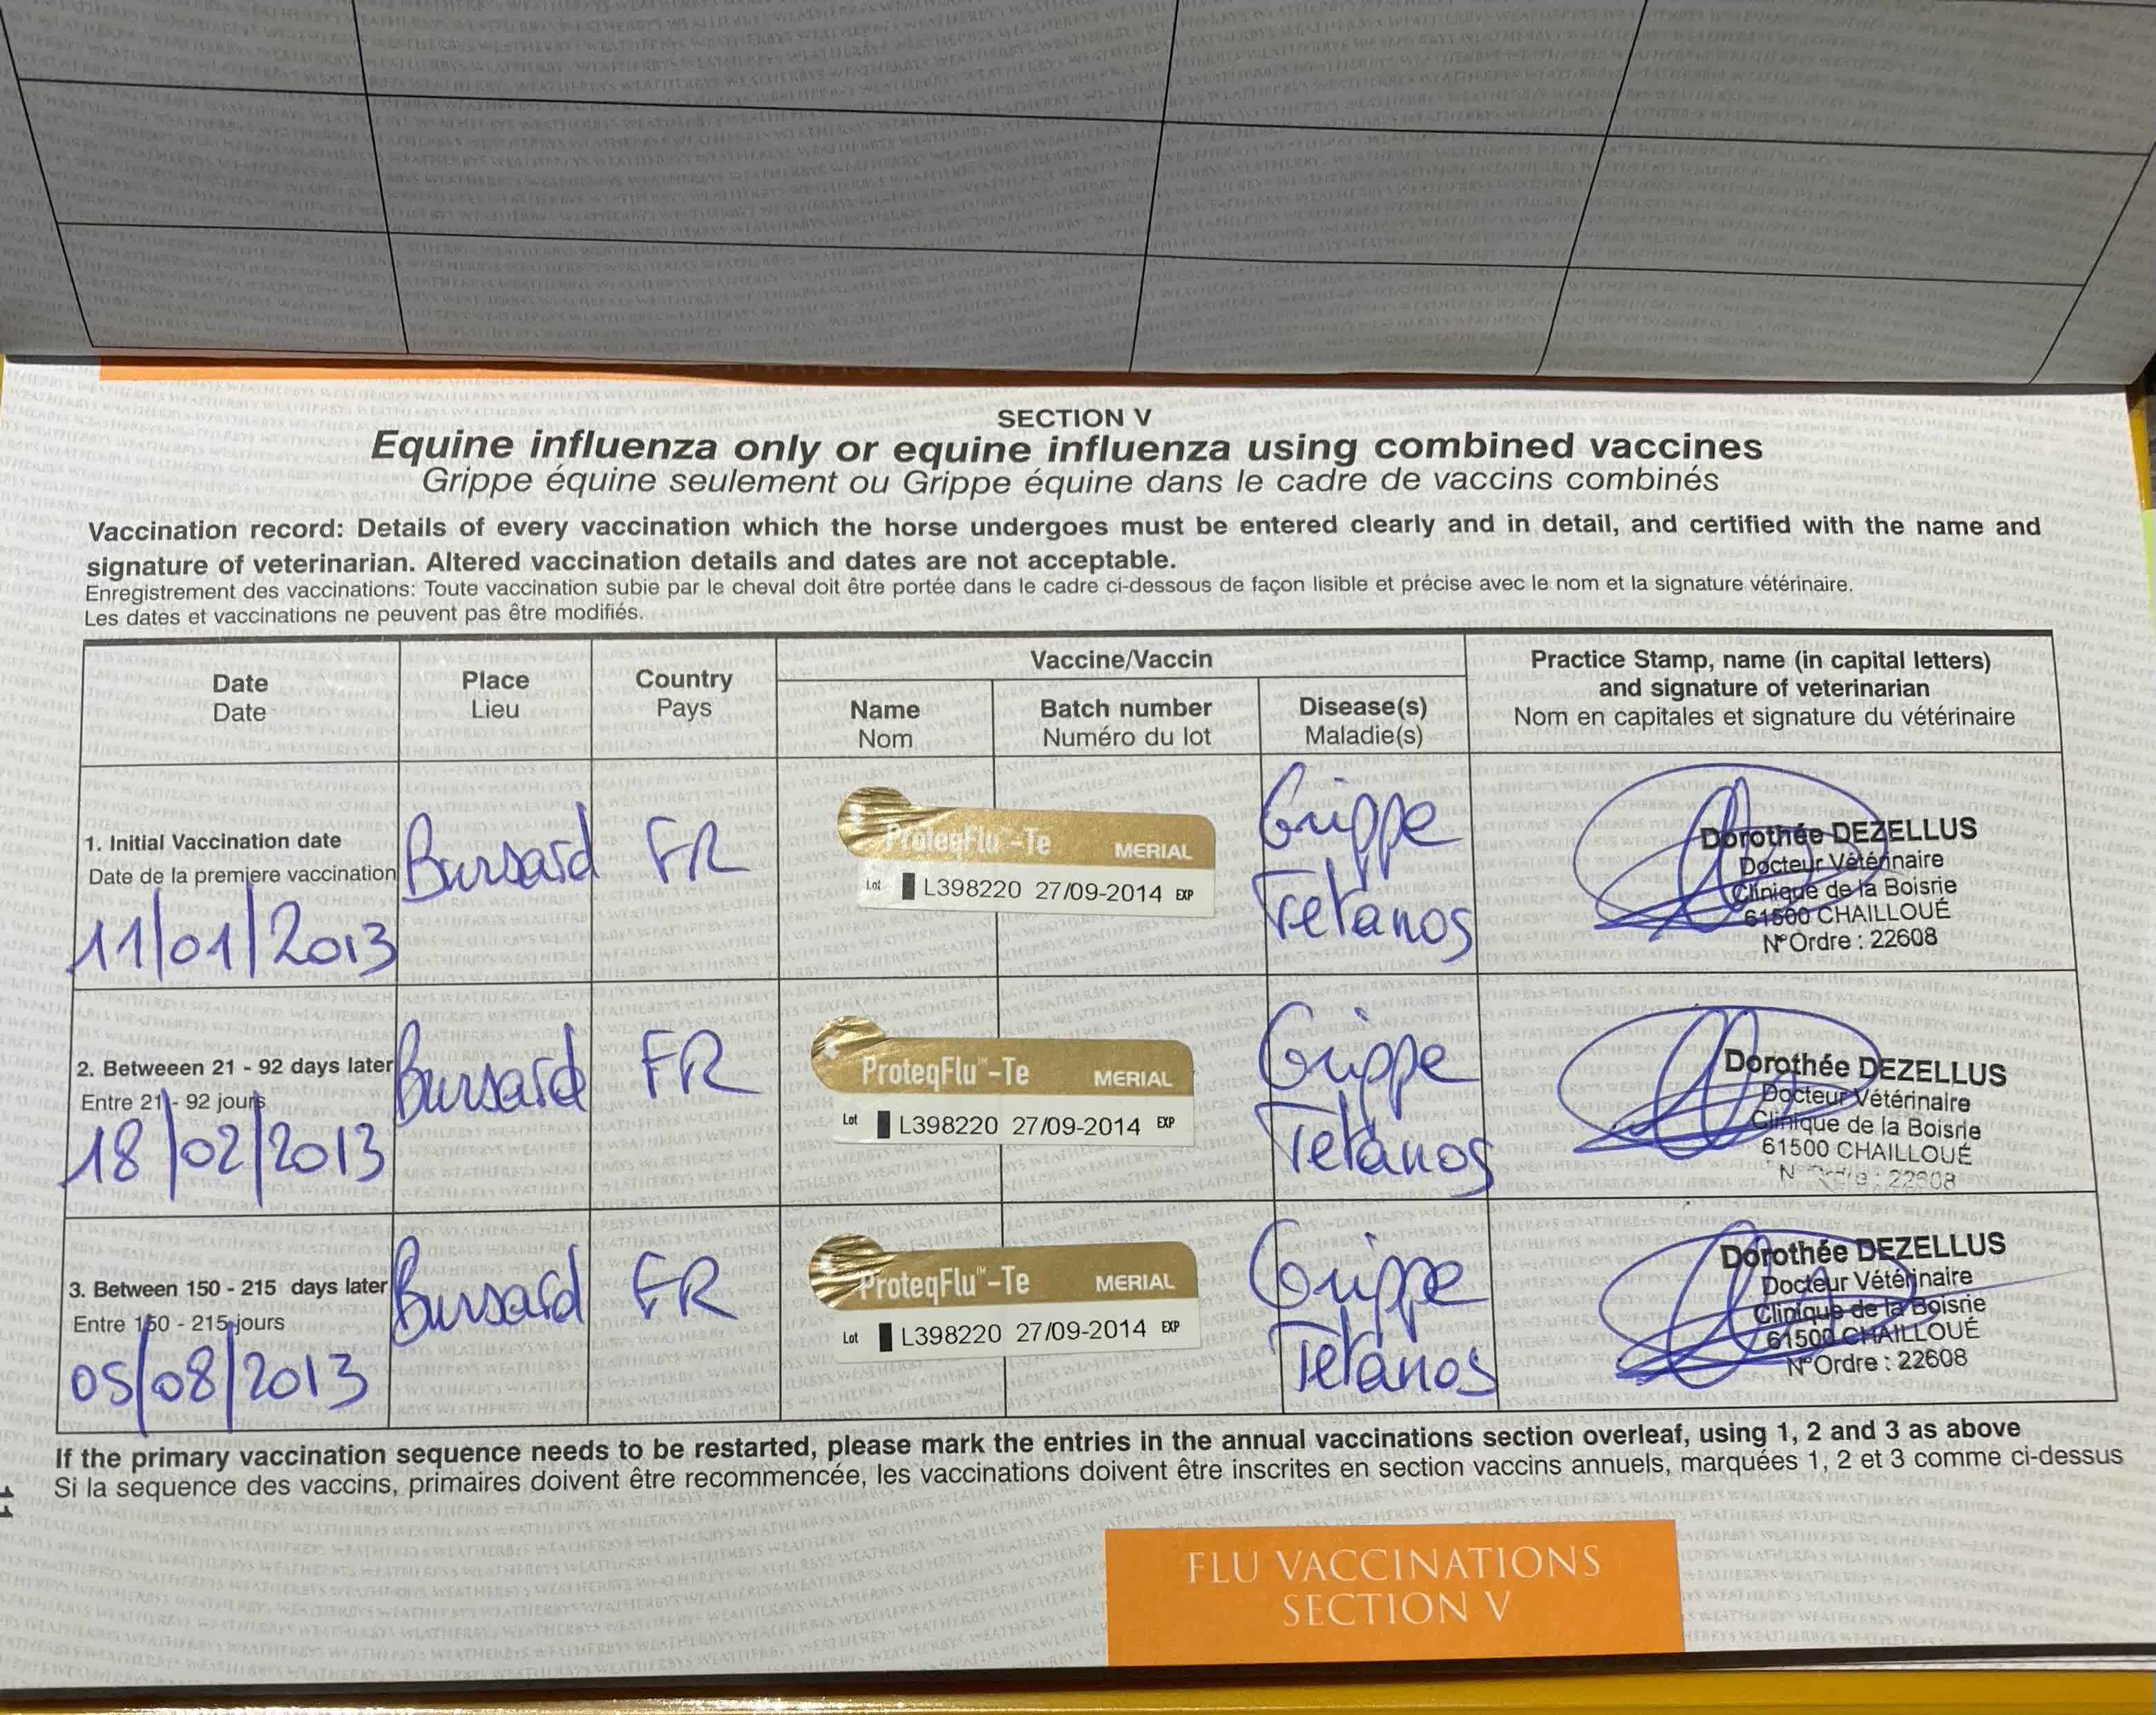 SECTION V
Equine influenza only or equine influenza using combined vaccines
Grippe équine seulement ou Grippe équine dans le cadre de vaccins combinés
Vaccination record: Details of every vaccination which the horse undergoes must be entered clearly and in detail, and certified with the name and
signature of veterinarian. Altered vaccination details and dates are not acceptable.
Enregistrement des vaccinations: Toute vaccination subie par le cheval doit être portée dans le cadre ci-dessous de façon lisible et précise avec le nom et la signature vétérinaire.
Les dates et vaccinations ne peuvent pas être modifiés.
Date
Date
Place
Lieu
Country
Pays
Vaccine/Vaccin
Name
Nom
Batch number
Numéro du lot
Disease(s)
Maladie(s)
Practice Stamp, name (in capital letters)
and signature of veterinarian
Nom en capitales et signature du vétérinaire
1. Initial Vaccination date
Date de la premiere vaccination
11/01/2013
Bursard
FR
ProteqFlu™-Te MERIAL
Lot L398220 27/09-2014 EXP
Grippe
Tetanos
Dorothée DEZELLUS
Docteur Vétérinaire
Clinique de la Boisrie
61500 CHAILLOUÉ
N°Ordre : 22608
2. Betweeen 21 - 92 days later
Entre 21 - 92 jours
18/02/2013
Bursard
FR
ProteqFlu™-Te MERIAL
Lot L398220 27/09-2014 EXP
Grippe
Tetanos
Dorothée DEZELLUS
Docteur Vétérinaire
Clinique de la Boisrie
61500 CHAILLOUÉ
N°Ordre : 22608
3. Between 150 - 215 days later
Entre 150 - 215 jours
05/08/2013
Bursard
FR
ProteqFlu™-Te MERIAL
Lot L398220 27/09-2014 EXP
Grippe
Tetanos
Dorothée DEZELLUS
Docteur Vétérinaire
Clinique de la Boisrie
61500 CHAILLOUÉ
N°Ordre : 22608
If the primary vaccination sequence needs to be restarted, please mark the entries in the annual vaccinations section overleaf, using 1, 2 and 3 as above
Si la sequence des vaccins, primaires doivent être recommencée, les vaccinations doivent être inscrites en section vaccins annuels, marquées 1, 2 et 3 comme ci-dessus
FLU VACCINATIONS
SECTION V